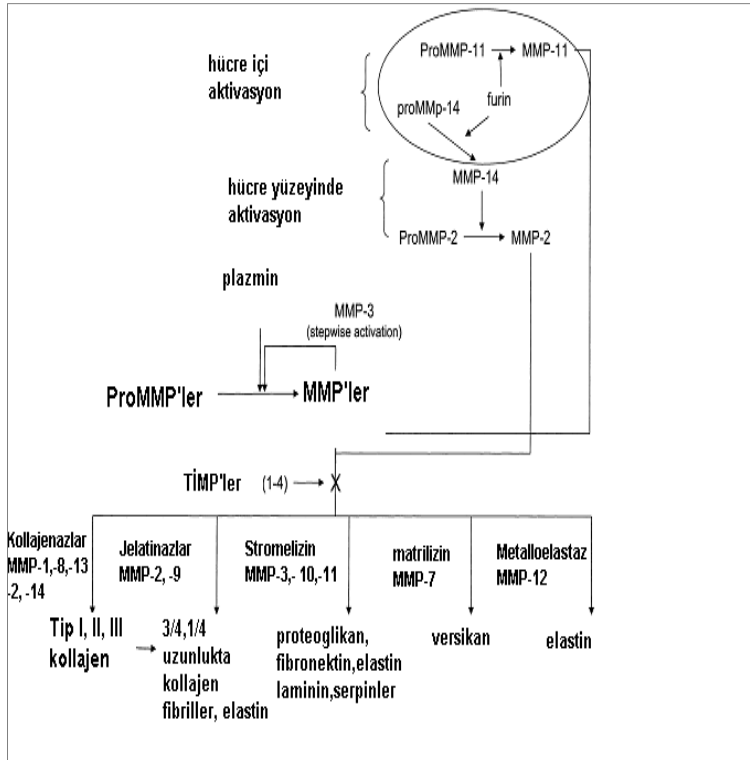 ProMMP-11 MMP-11
hücre içi
aktivasyon
proMMp-14
furin
MMP-14
hücre yüzeyinde
aktivasyon
ProMMP-2 MMP-2
plazmin
MMP-3
(stepwise activation)
ProMMP'ler MMP'ler
TİMP'ler (1-4) X
Kollajenazlar
MMP-1,-8,-13
-2, -14
Jelatinazlar
MMP-2, -9
Stromelizin
MMP-3,- 10,-11
matrilizin
MMP-7
Metalloelastaz
MMP-12
Tip I, II, III
kollajen
3/4,1/4
uzunlukta
kollajen
fibriller, elastin
proteoglikan,
fibronektin,elastin
laminin,serpinler
versikan
elastin